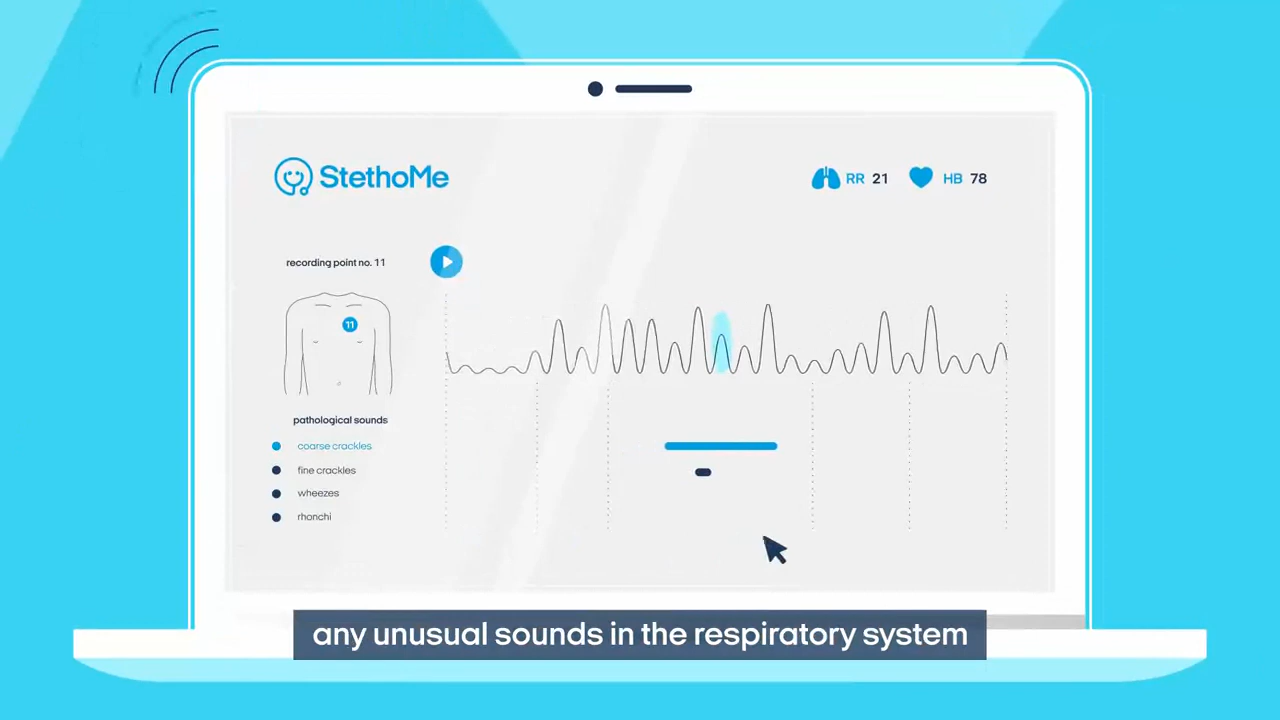 StethoMe
RR 21 HB 78
recording point no. 11
11
pathological sounds
coarse crackles
fine crackles
wheezes
rhonchi
any unusual sounds in the respiratory system